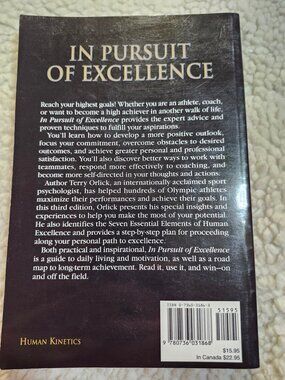 IN PURSUIT
OF EXCELLENCE
Reach your highest goals! Whether you are an athlete, coach,
or want to become a high achiever in another walk of life,
In Pursuit of Excellence provides the expert advice and
proven techniques to fulfill your aspirations.
You'll learn how to develop a more positive outlook,
focus your commitment, overcome obstacles to desired
outcomes, and achieve greater personal and professional
satisfaction. You'll also discover better ways to work with
teammates, respond more effectively to coaching, and
become more self-directed in your thoughts and actions.
Author Terry Orlick, an internationally acclaimed sport
psychologist, has helped hundreds of Olympic athletes
maximize their performances and achieve their goals. In
this third edition, Orlick presents his special insights and
experiences to help you make the most of your potential.
He also identifies the Seven Essential Elements of Human
Excellence and provides a step-by-step plan for proceeding
along your personal path to excellence.
Both practical and inspirational, In Pursuit of Excellence
is a guide to daily living and motivation, as well as a road
map to long-term achievement. Read it, use it, and win—on
and off the field.
ISBN 0-7360-3186-8
51595
9 780736 031868
$15.95
In Canada $22.95
HUMAN KINETICS